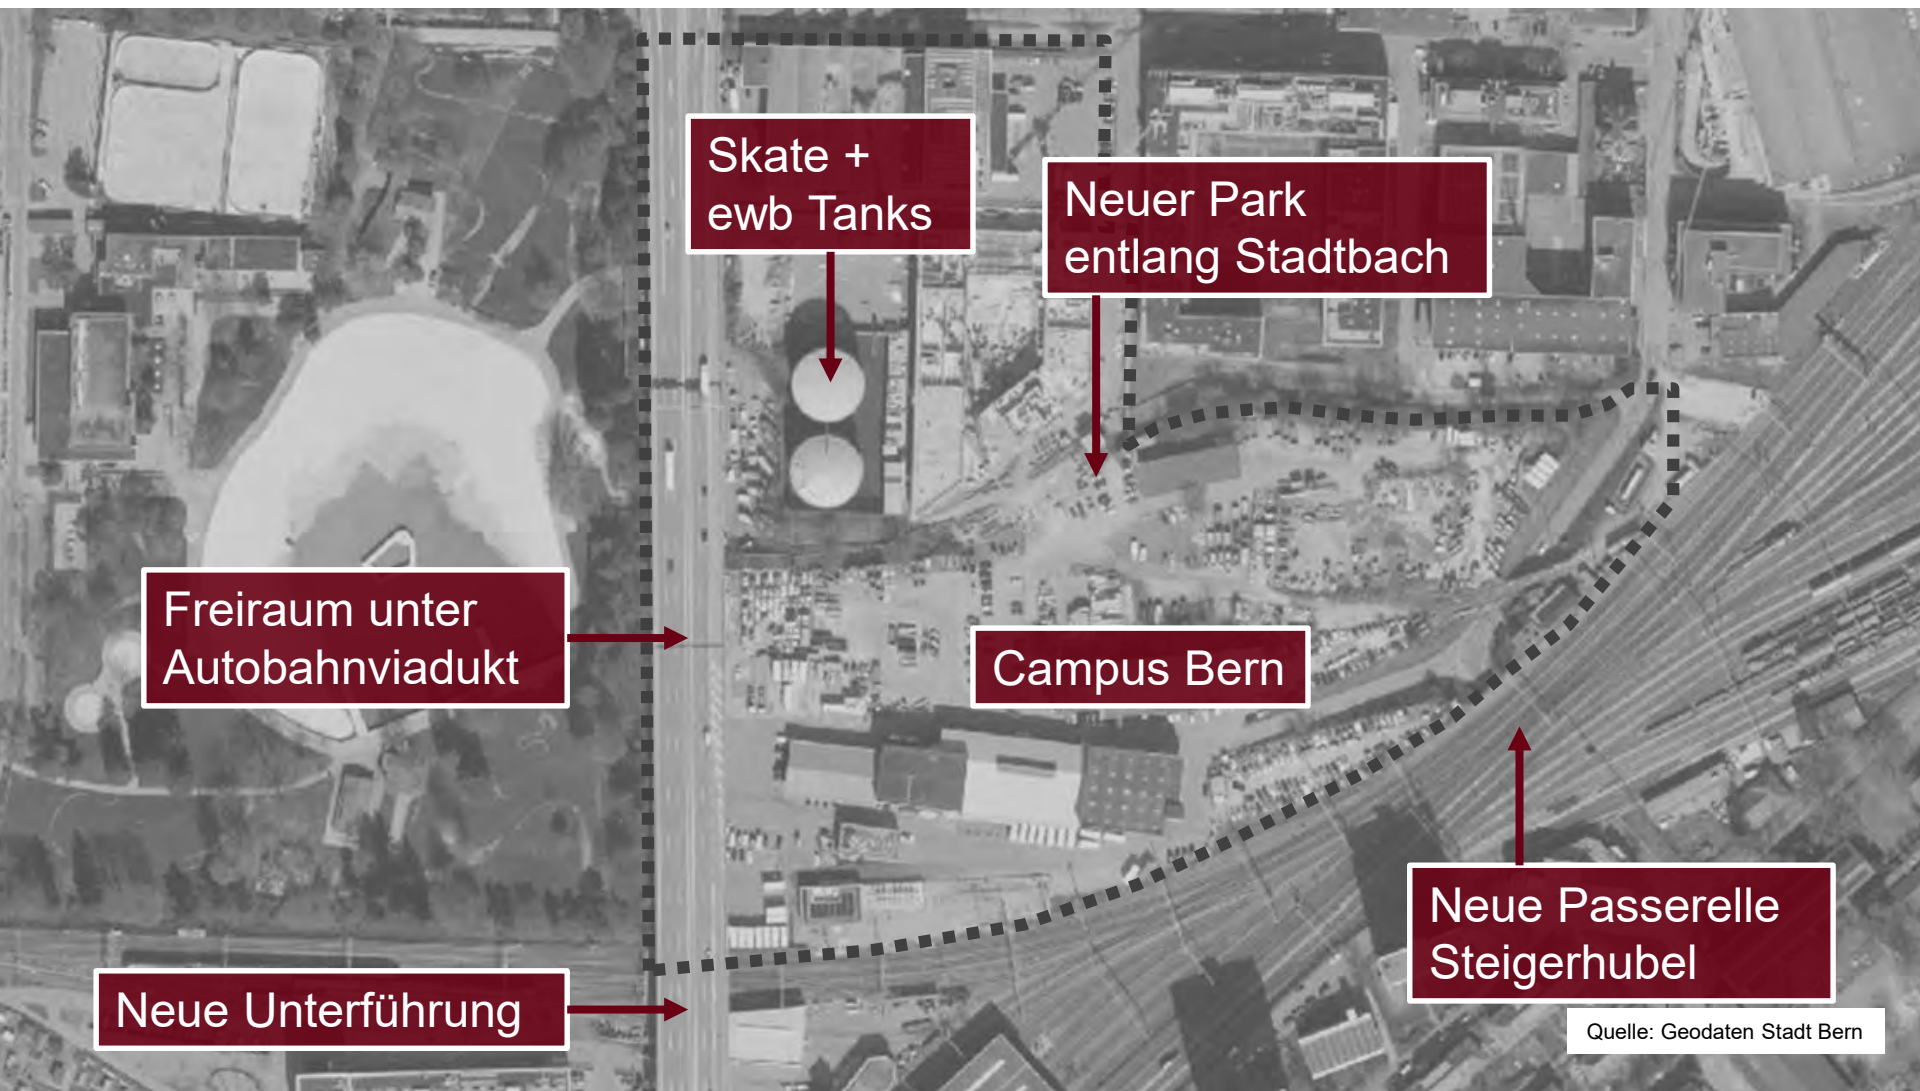 Skate +
ewb Tanks
Neuer Park
entlang Stadtbach
Freiraum unter
Autobahnviadukt
Campus Bern
Neue Passerelle
Steigerhubel
Neue Unterführung
Quelle: Geodaten Stadt Bern